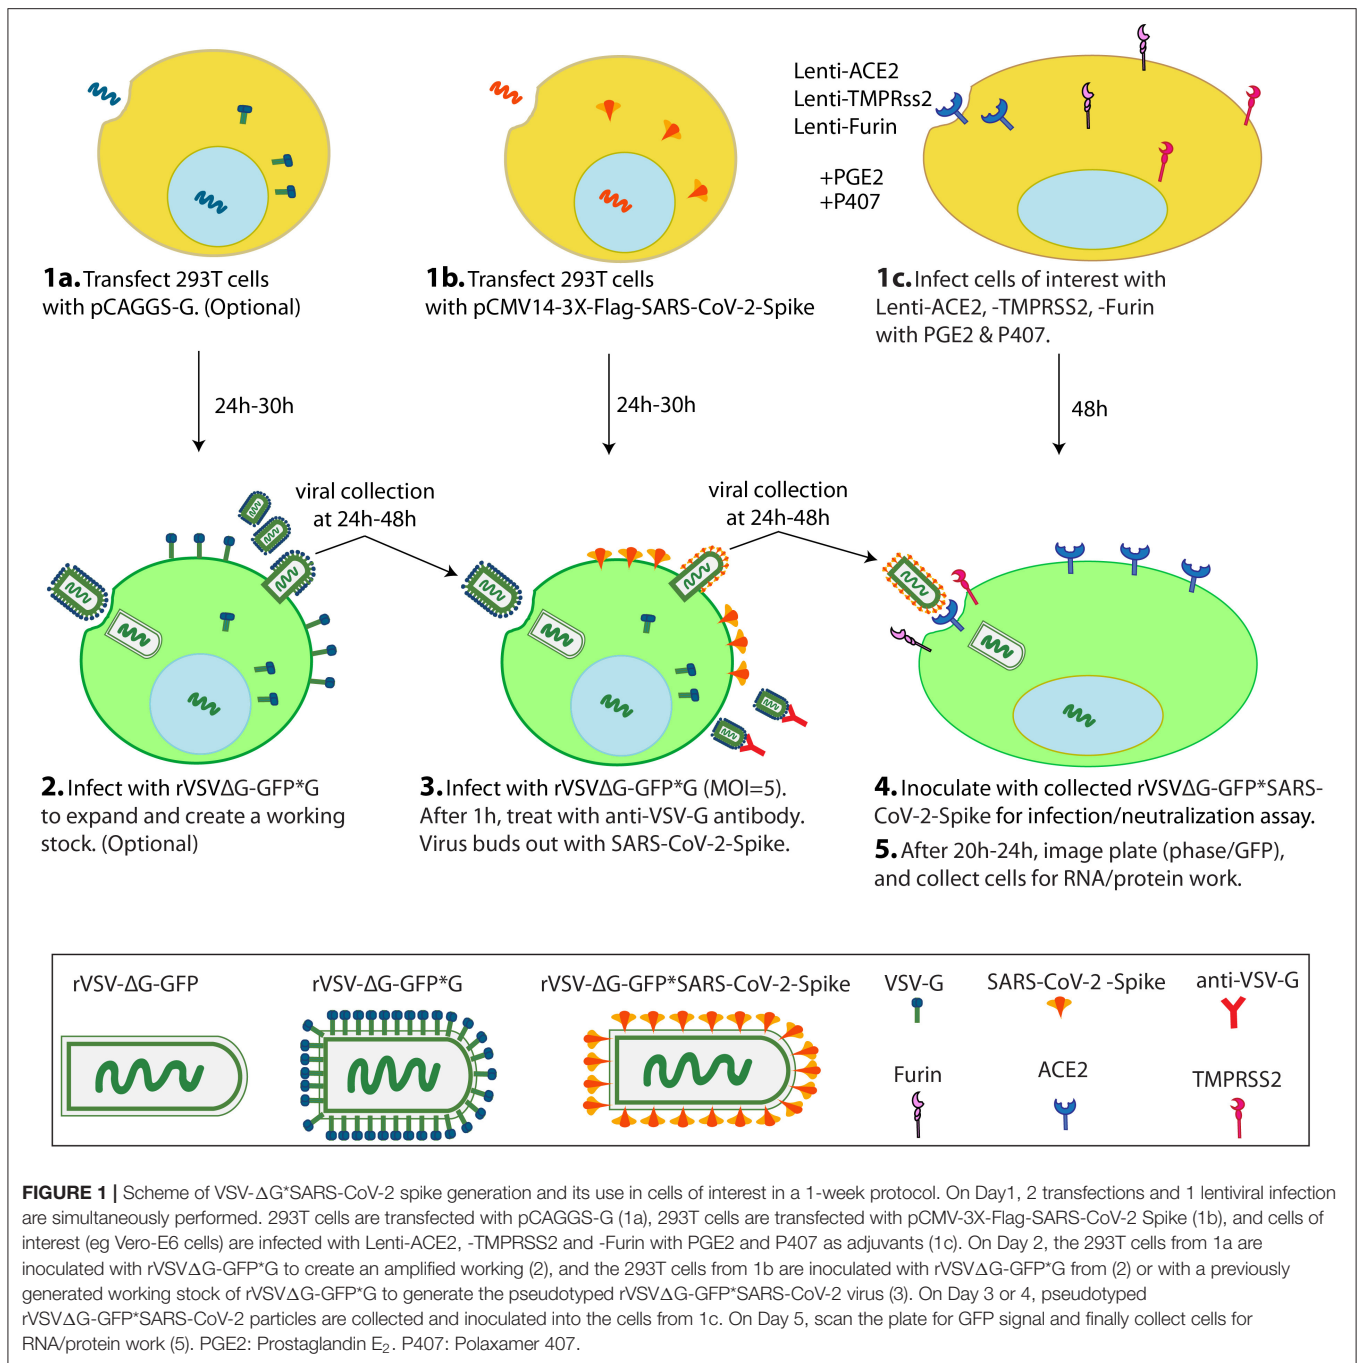 Lenti-ACE2
Lenti-TMPRss2
Lenti-Furin
+PGE2
+P407
1a. Transfect 293T cells
with pCAGGS-G. (Optional)
1b. Transfect 293T cells
with pCMV14-3X-Flag-SARS-CoV-2-Spike
1c. Infect cells of interest with
Lenti-ACE2, -TMPRSS2, -Furin
with PGE2 & P407.
24h-30h
24h-30h
48h
viral collection
at 24h-48h
viral collection
at 24h-48h
2. Infect with rVSVΔG-GFP*G
to expand and create a working
stock. (Optional)
3. Infect with rVSVΔG-GFP*G (MOI=5).
After 1h, treat with anti-VSV-G antibody.
Virus buds out with SARS-CoV-2-Spike.
4. Inoculate with collected rVSVΔG-GFP*SARS-
CoV-2-Spike for infection/neutralization assay.
5. After 20h-24h, image plate (phase/GFP),
and collect cells for RNA/protein work.
rVSV-ΔG-GFP
rVSV-ΔG-GFP*G
rVSV-ΔG-GFP*SARS-CoV-2-Spike
VSV-G
SARS-CoV-2 -Spike
anti-VSV-G
Furin
ACE2
TMPRSS2
FIGURE 1 | Scheme of VSV-ΔG*SARS-CoV-2 spike generation and its use in cells of interest in a 1-week protocol. On Day1, 2 transfections and 1 lentiviral infection
are simultaneously performed. 293T cells are transfected with pCAGGS-G (1a), 293T cells are transfected with pCMV-3X-Flag-SARS-CoV-2 Spike (1b), and cells of
interest (eg Vero-E6 cells) are infected with Lenti-ACE2, -TMPRSS2 and -Furin with PGE2 and P407 as adjuvants (1c). On Day 2, the 293T cells from 1a are
inoculated with rVSVΔG-GFP*G to create an amplified working (2), and the 293T cells from 1b are inoculated with rVSVΔG-GFP*G from (2) or with a previously
generated working stock of rVSVΔG-GFP*G to generate the pseudotyped rVSVΔG-GFP*SARS-CoV-2 virus (3). On Day 3 or 4, pseudotyped
rVSVΔG-GFP*SARS-CoV-2 particles are collected and inoculated into the cells from 1c. On Day 5, scan the plate for GFP signal and finally collect cells for
RNA/protein work (5). PGE2: Prostaglandin E₂. P407: Polaxamer 407.